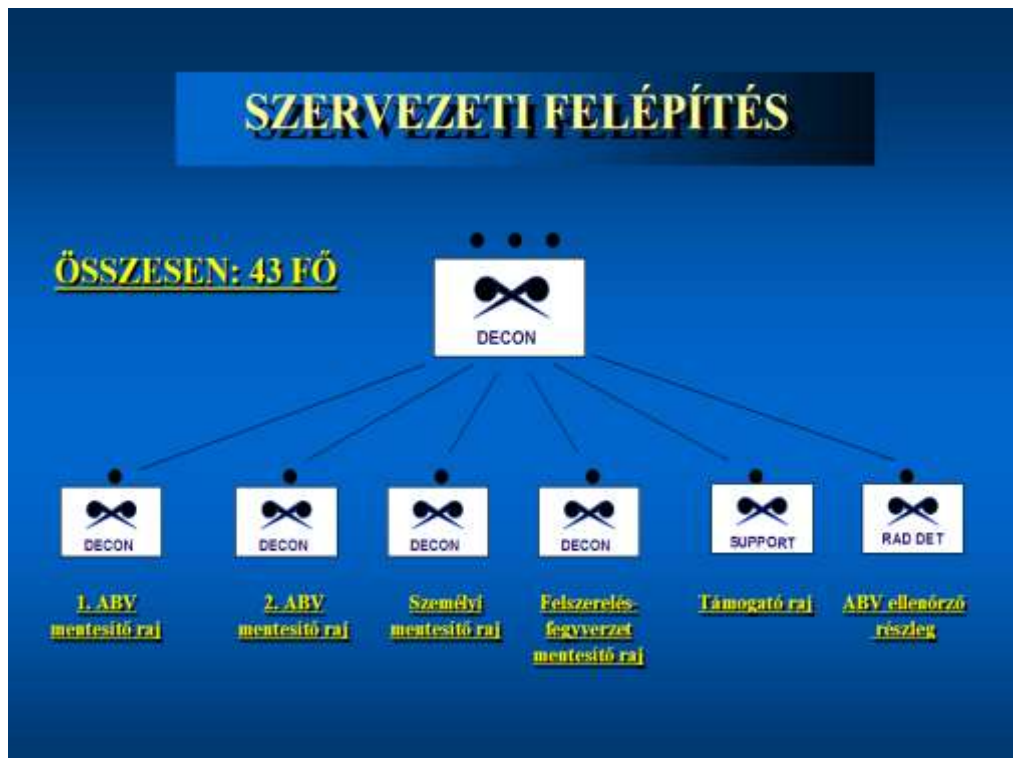 SZERVEZETI FELÉPÍTÉS
ÖSSZESEN: 43 FŐ
DECON
DECON
DECON
DECON
DECON
SUPPORT
RAD DET
1. ABV
mentesítő raj
2. ABV
mentesítő raj
Személyi
mentesítő raj
Felszerelés-
fegyverzet
mentesítő raj
Támogató raj
ABV ellenőrző
részleg